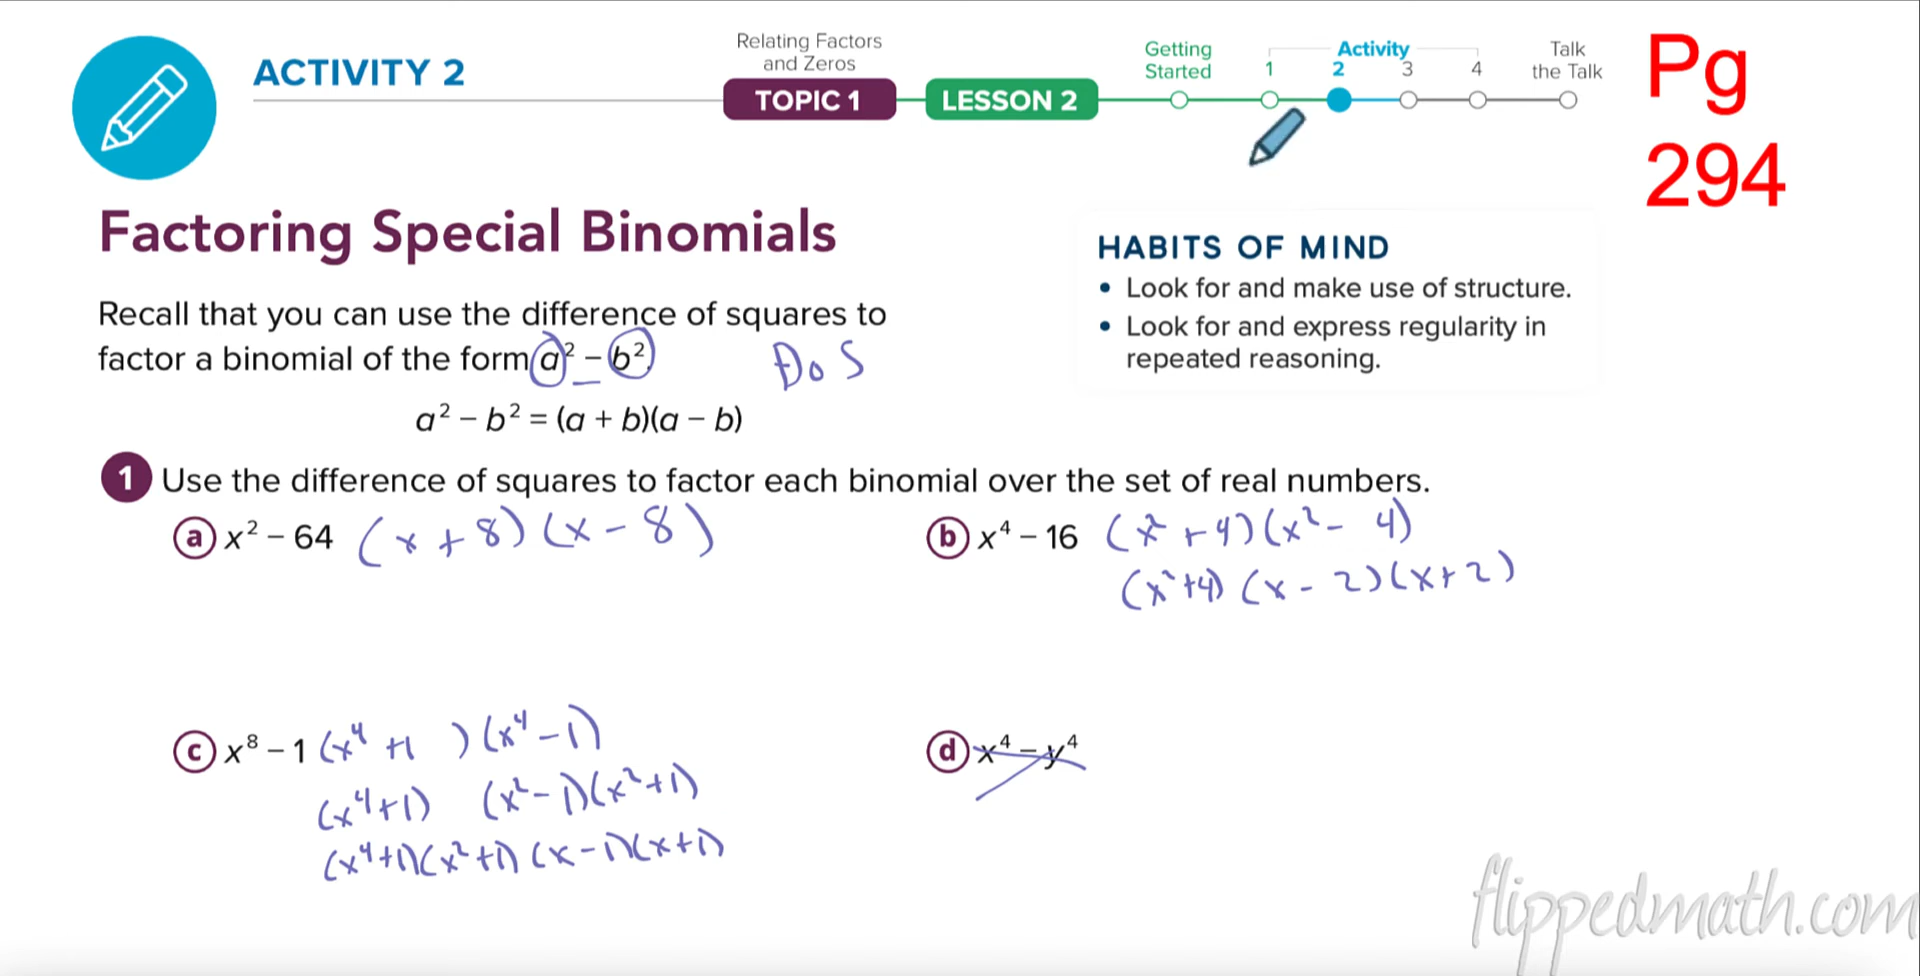 ACTIVITY 2
Relating Factors
and Zeros
TOPIC 1
LESSON 2
Getting
Started
Activity
1 2 3 4
Talk
the Talk
Pg
294
Factoring Special Binomials
Recall that you can use the difference of squares to
factor a binomial of the form a² − b².
DoS
a² − b² = (a + b)(a − b)
HABITS OF MIND
• Look for and make use of structure.
• Look for and express regularity in
repeated reasoning.
1 Use the difference of squares to factor each binomial over the set of real numbers.
a x² − 64 (x + 8)(x − 8)
b x⁴ − 16 (x² + 4)(x² − 4)
(x² + 4)(x − 2)(x + 2)
c x⁸ − 1 (x⁴ + 1)(x⁴ − 1)
(x⁴ + 1) (x² − 1)(x² + 1)
(x⁴ + 1)(x² + 1)(x − 1)(x + 1)
d x⁴ − y⁴
flippedmath.com